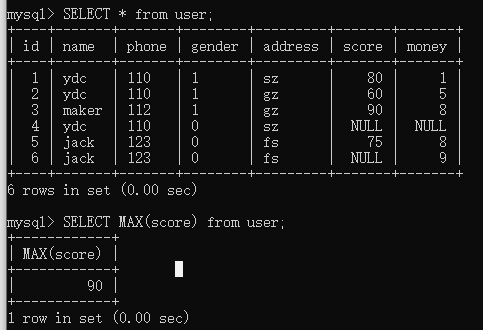 mysql> SELECT * from user;
+----+-------+-------+--------+---------+-------+-------+
| id | name | phone | gender | address | score | money |
+----+-------+-------+--------+---------+-------+-------+
| 1 | ydc | 110 | 1 | sz | 80 | 1 |
| 2 | ydc | 110 | 1 | gz | 60 | 5 |
| 3 | maker | 112 | 1 | gz | 90 | 8 |
| 4 | ydc | 110 | 0 | sz | NULL | NULL |
| 5 | jack | 123 | 0 | fs | 75 | 8 |
| 6 | jack | 123 | 0 | fs | NULL | 9 |
+----+-------+-------+--------+---------+-------+-------+
6 rows in set (0.00 sec)
mysql> SELECT MAX(score) from user;
+------------+
| MAX(score) |
+------------+
| 90 |
+------------+
1 row in set (0.00 sec)